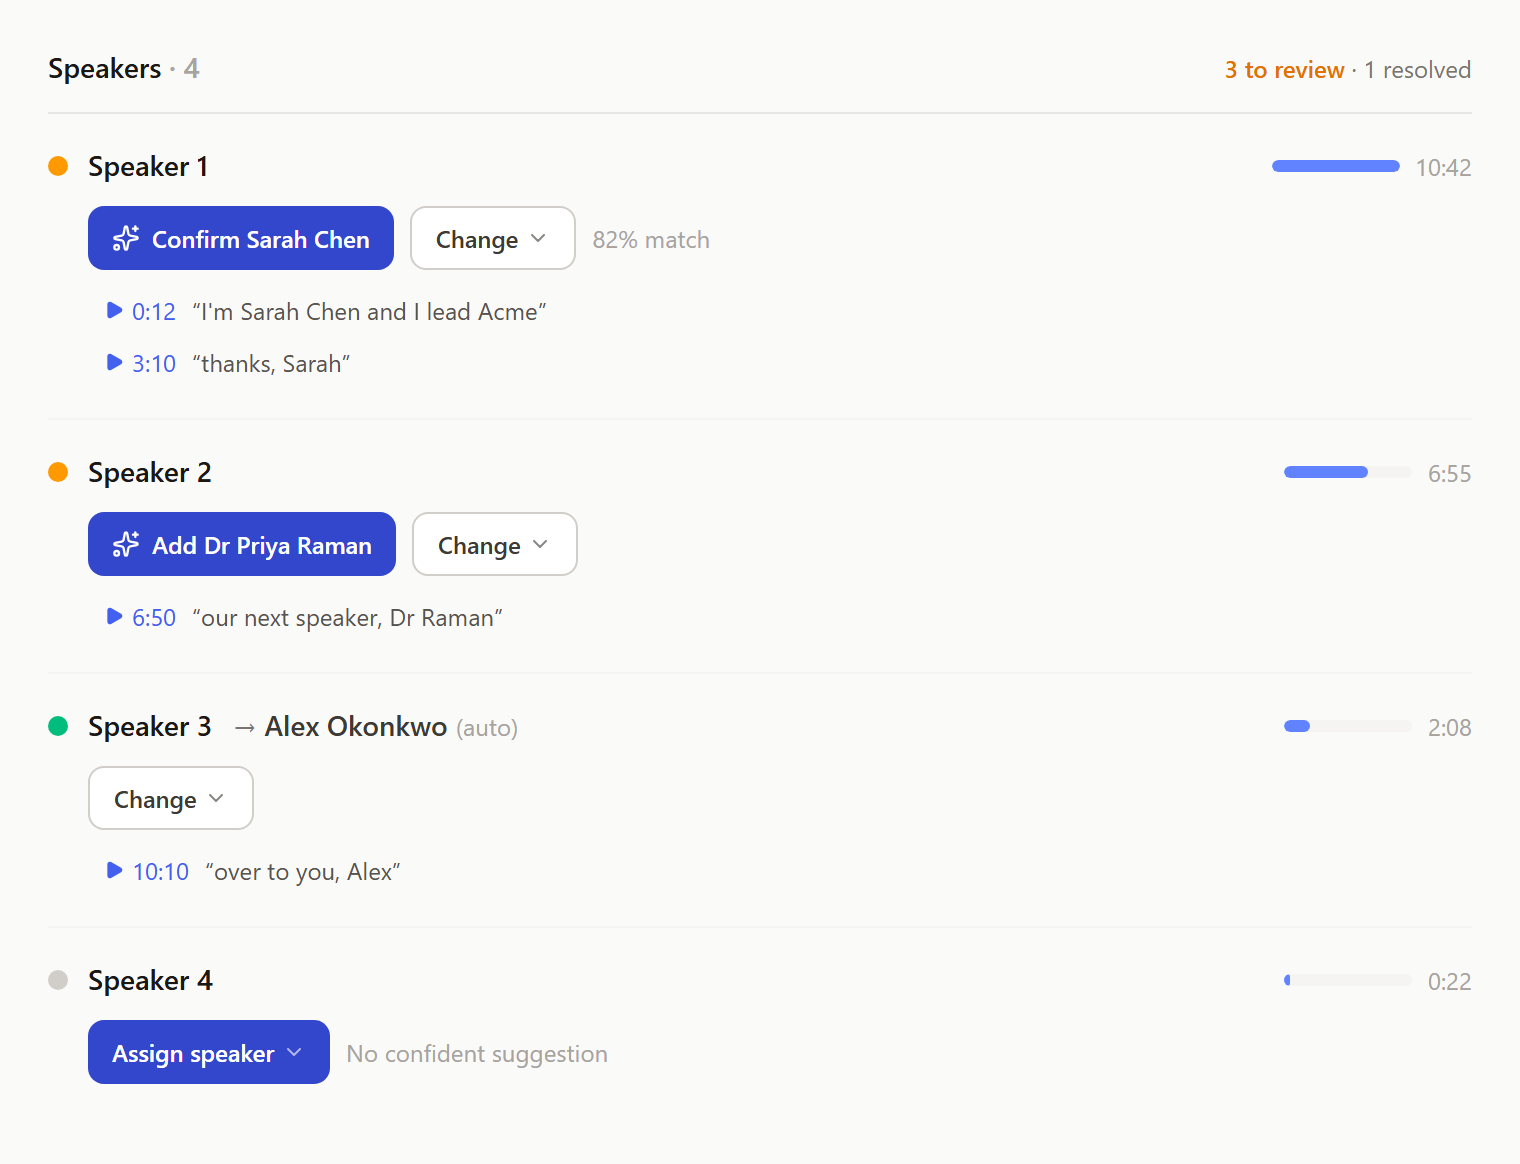 Speakers · 4
3 to review · 1 resolved
Speaker 1
10:42
Confirm Sarah Chen
Change
82% match
0:12 “I'm Sarah Chen and I lead Acme”
3:10 “thanks, Sarah”
Speaker 2
6:55
Add Dr Priya Raman
Change
6:50 “our next speaker, Dr Raman”
Speaker 3 → Alex Okonkwo (auto)
2:08
Change
10:10 “over to you, Alex”
Speaker 4
0:22
Assign speaker
No confident suggestion